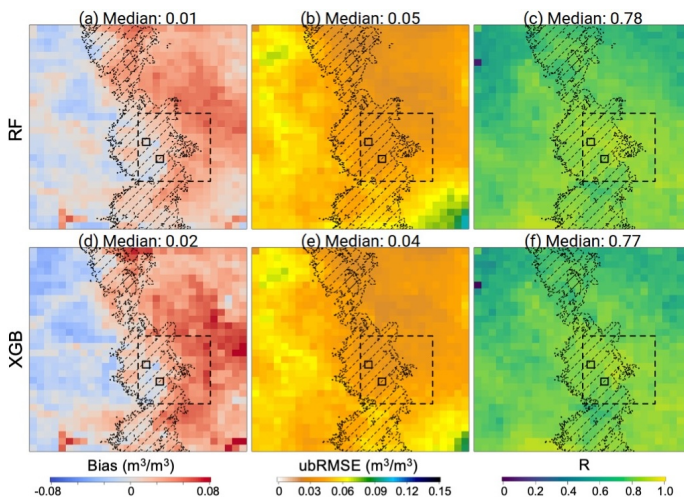 (a) Median: 0.01
(b) Median: 0.05
(c) Median: 0.78
RF
(d) Median: 0.02
(e) Median: 0.04
(f) Median: 0.77
XGB
Bias (m³/m³)
ubRMSE (m³/m³)
R
-0.08 0 0.08
0 0.03 0.06 0.09 0.12 0.15
0 0.2 0.4 0.6 0.8 1.0